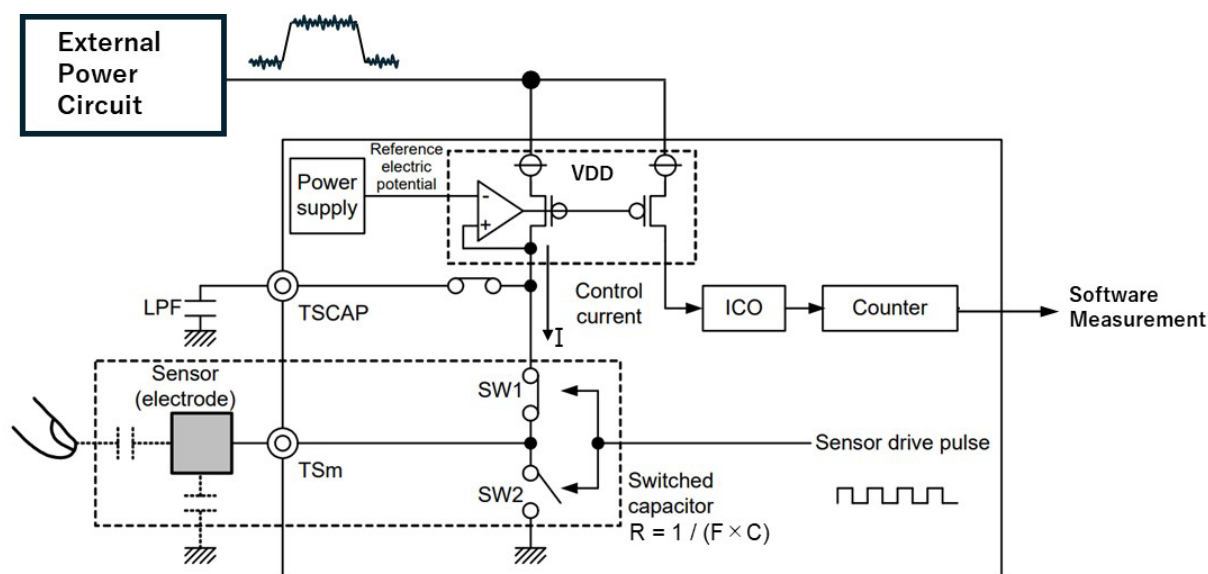 External
Power
Circuit
Reference
electric
potential
VDD
Power
supply
-
+
LPF
TSCAP
Control
current
I
ICO
Counter
Software
Measurement
Sensor
(electrode)
SW1
TSm
Sensor drive pulse
SW2
Switched
capacitor
R = 1 / (F × C)